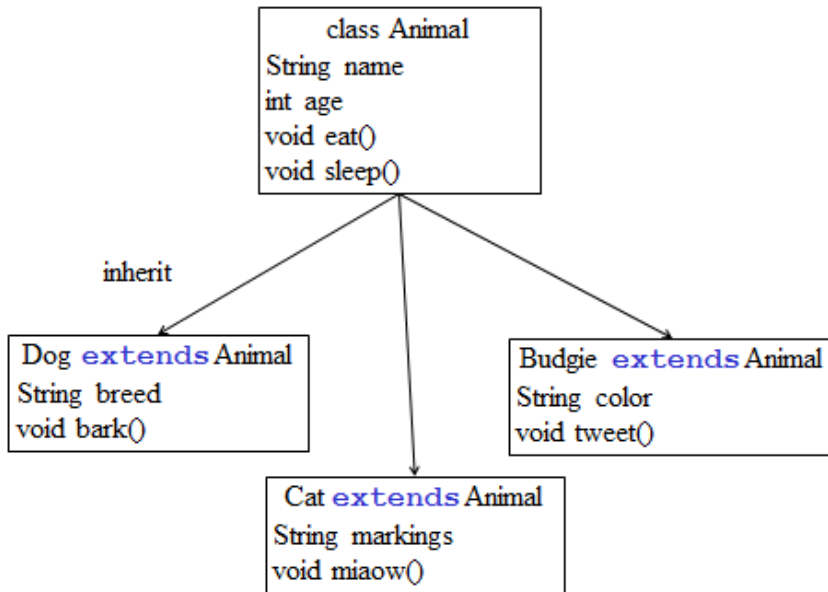 class Animal
String name
int age
void eat()
void sleep()
inherit
Dog extends Animal
String breed
void bark()
Budgie extends Animal
String color
void tweet()
Cat extends Animal
String markings
void miaow()